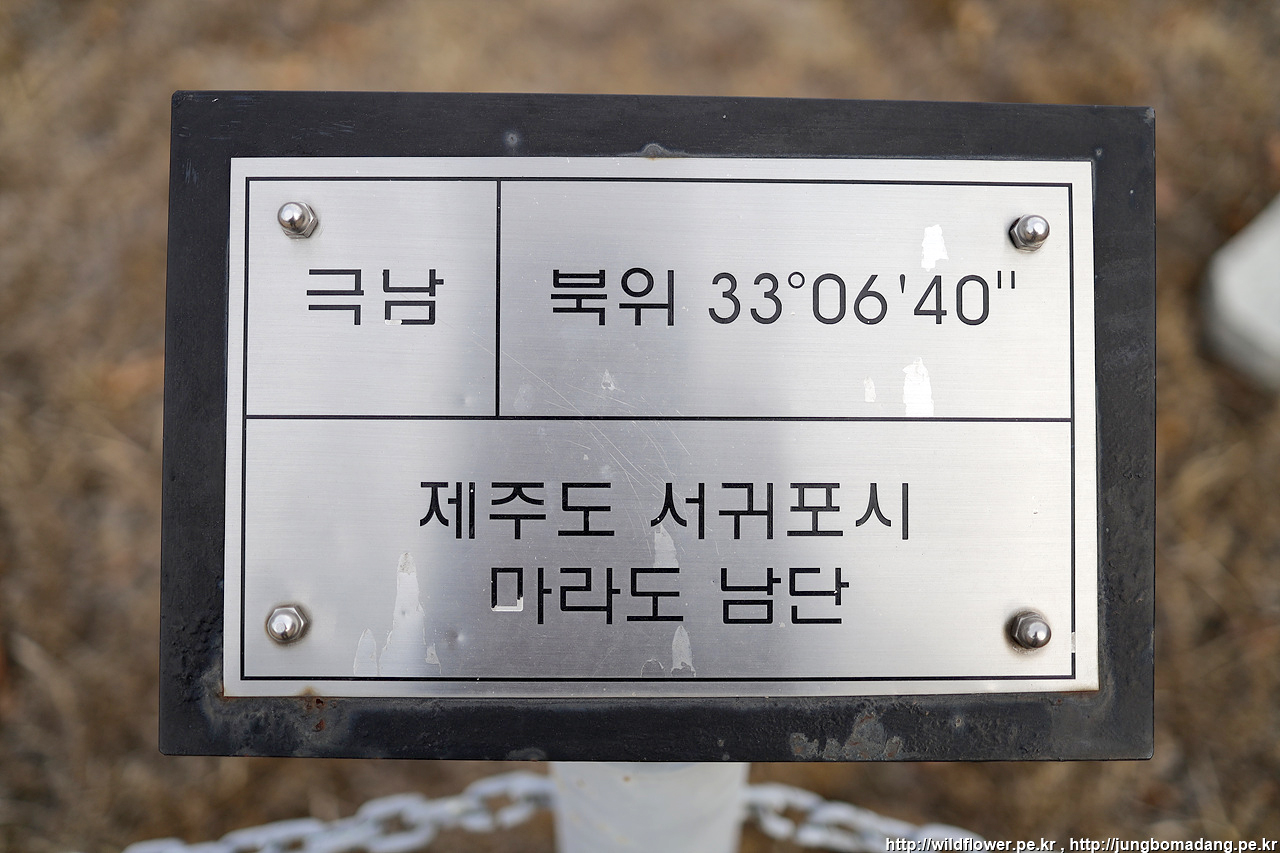 극남
북위 33°06'40"
제주도 서귀포시
마라도 남단
http://wildflower.pe.kr , http://jungbomadang.pe.kr